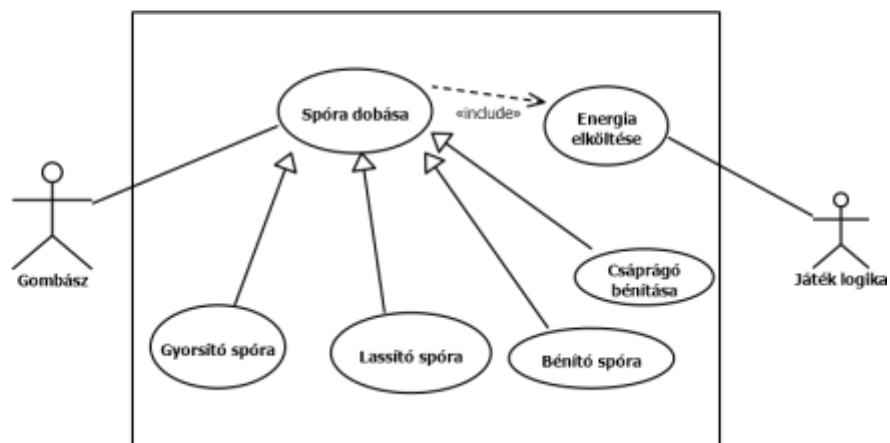 Spóra dobása
«include»
Energia
elköltése
Gombász
Játék logika
Csáprágó
bénítása
Gyorsító spóra
Lassító spóra
Bénító spóra